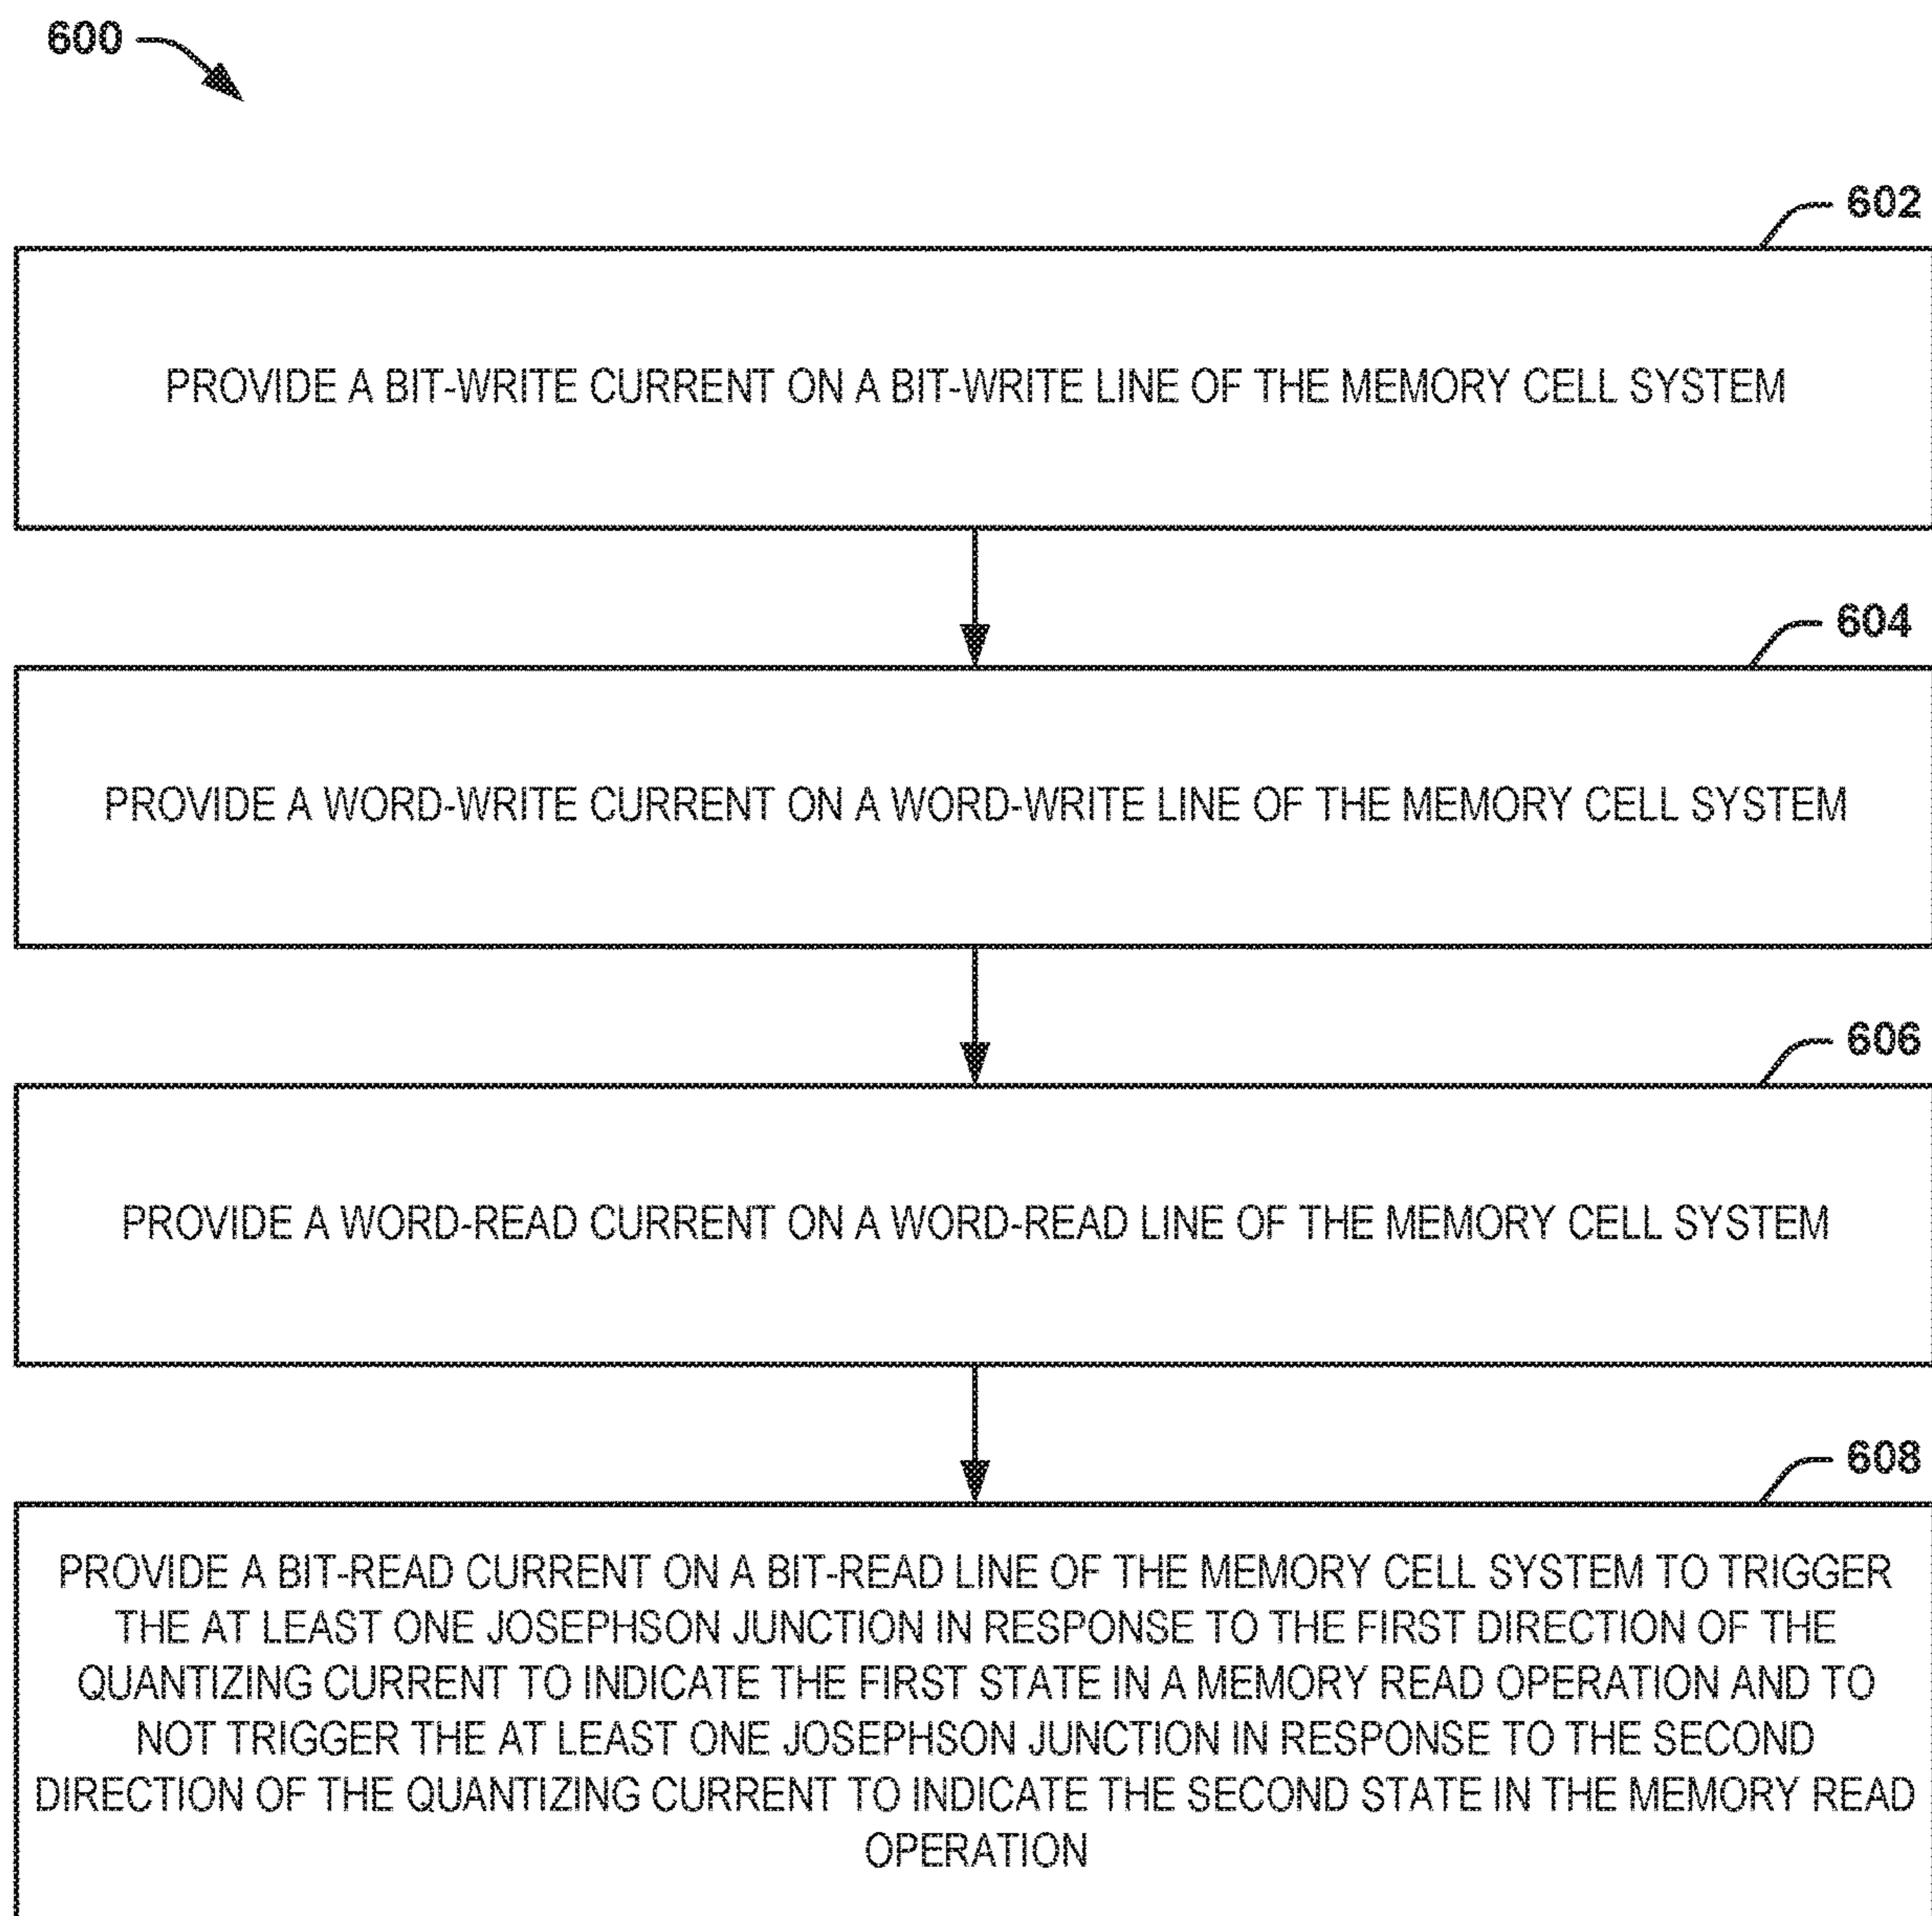 600
602
PROVIDE A BIT-WRITE CURRENT ON A BIT-WRITE LINE OF THE MEMORY CELL SYSTEM
604
PROVIDE A WORD-WRITE CURRENT ON A WORD-WRITE LINE OF THE MEMORY CELL SYSTEM
606
PROVIDE A WORD-READ CURRENT ON A WORD-READ LINE OF THE MEMORY CELL SYSTEM
608
PROVIDE A BIT-READ CURRENT ON A BIT-READ LINE OF THE MEMORY CELL SYSTEM TO TRIGGER
THE AT LEAST ONE JOSEPHSON JUNCTION IN RESPONSE TO THE FIRST DIRECTION OF THE
QUANTIZING CURRENT TO INDICATE THE FIRST STATE IN A MEMORY READ OPERATION AND TO
NOT TRIGGER THE AT LEAST ONE JOSEPHSON JUNCTION IN RESPONSE TO THE SECOND
DIRECTION OF THE QUANTIZING CURRENT TO INDICATE THE SECOND STATE IN THE MEMORY READ
OPERATION